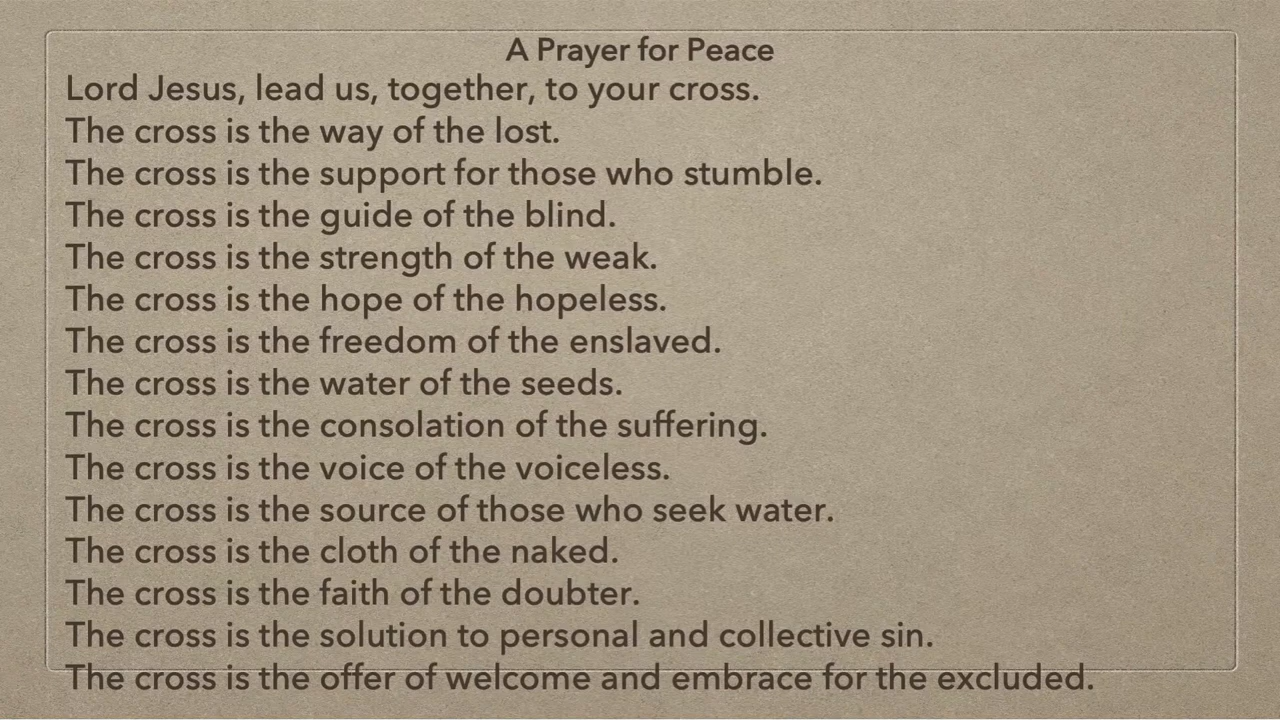 A Prayer for Peace
Lord Jesus, lead us, together, to your cross.
The cross is the way of the lost.
The cross is the support for those who stumble.
The cross is the guide of the blind.
The cross is the strength of the weak.
The cross is the hope of the hopeless.
The cross is the freedom of the enslaved.
The cross is the water of the seeds.
The cross is the consolation of the suffering.
The cross is the voice of the voiceless.
The cross is the source of those who seek water.
The cross is the cloth of the naked.
The cross is the faith of the doubter.
The cross is the solution to personal and collective sin.
The cross is the offer of welcome and embrace for the excluded.